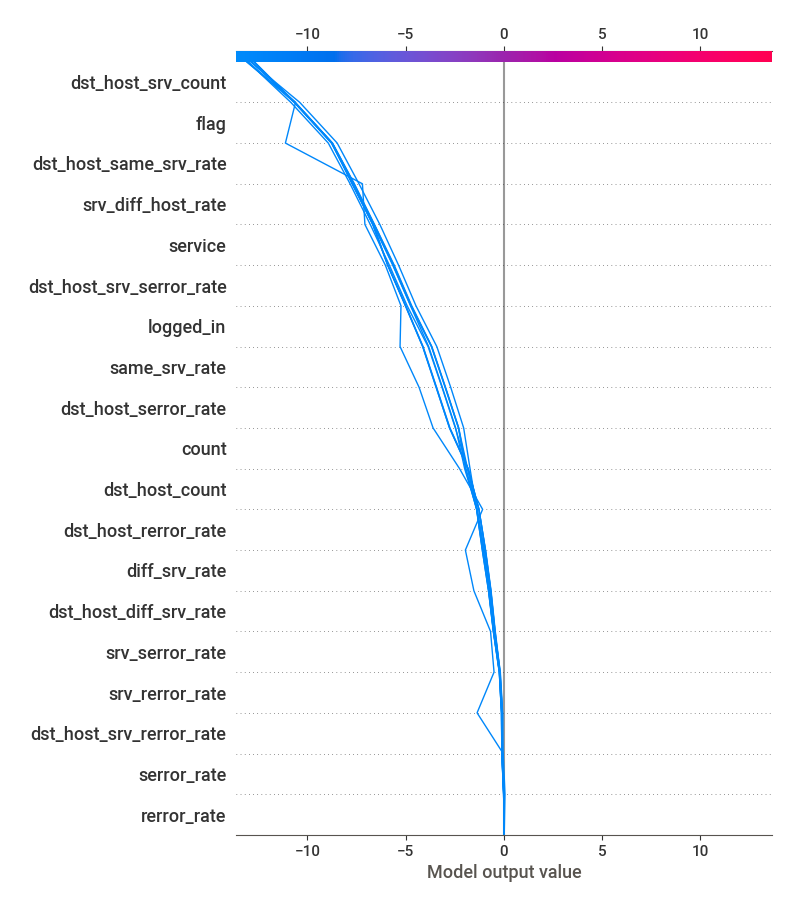 −10 −5 0 5 10
dst_host_srv_count
flag
dst_host_same_srv_rate
srv_diff_host_rate
service
dst_host_srv_serror_rate
logged_in
same_srv_rate
dst_host_serror_rate
count
dst_host_count
dst_host_rerror_rate
diff_srv_rate
dst_host_diff_srv_rate
srv_serror_rate
srv_rerror_rate
dst_host_srv_rerror_rate
serror_rate
rerror_rate
−10 −5 0 5 10
Model output value